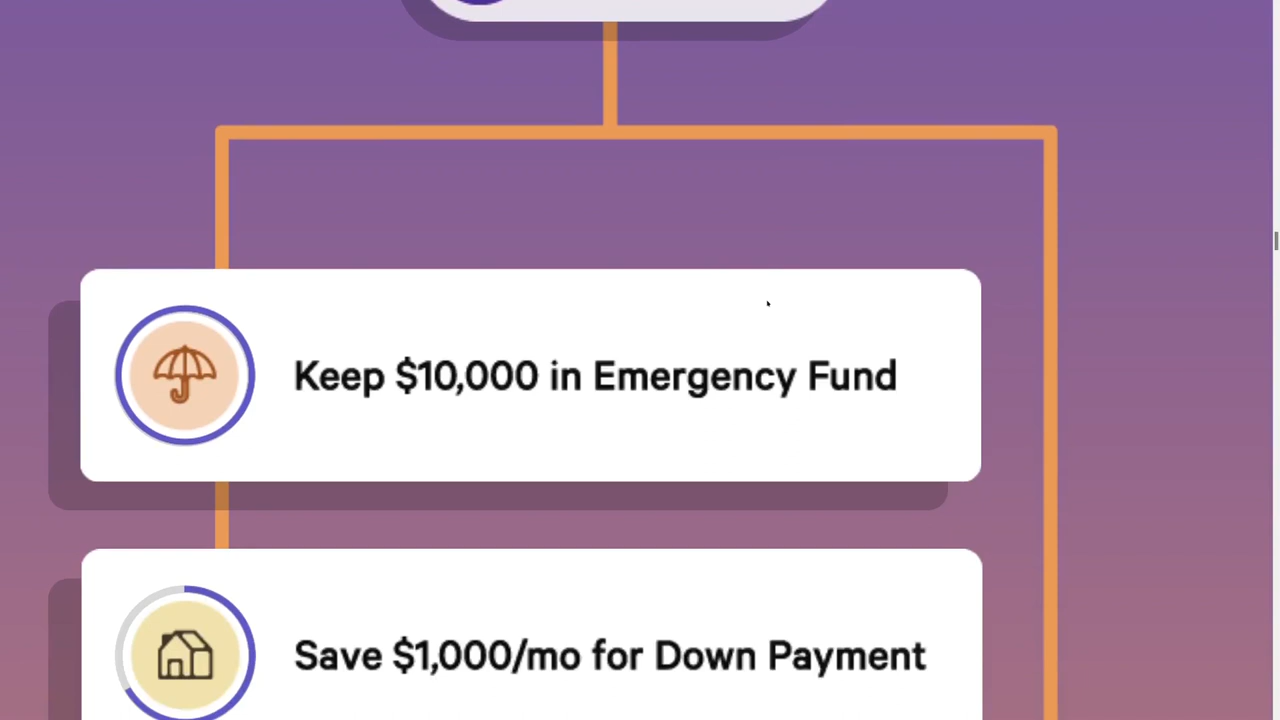 Keep $10,000 in Emergency Fund
Save $1,000/mo for Down Payment